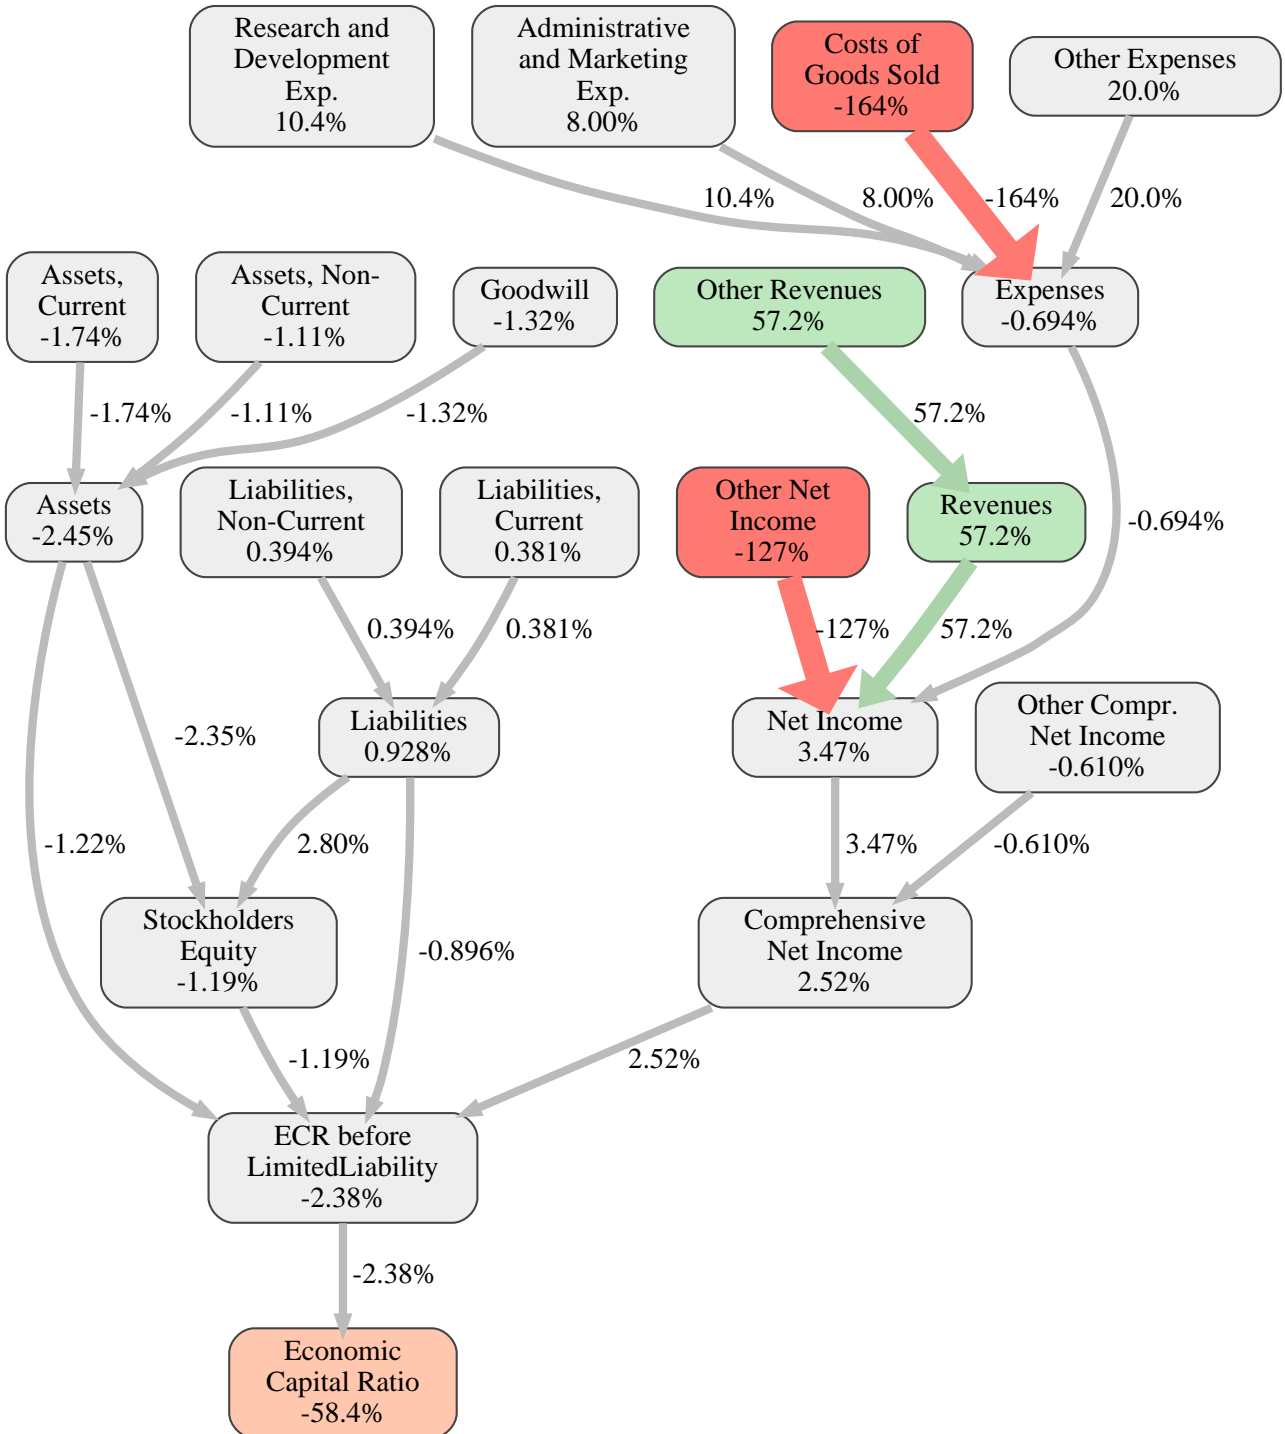 Research and
Development
Exp.
10.4%
Administrative
and Marketing
Exp.
8.00%
Costs of
Goods Sold
-164%
Other Expenses
20.0%
10.4%
8.00%
-164%
20.0%
Assets,
Current
-1.74%
Assets, Non-
Current
-1.11%
Goodwill
-1.32%
Other Revenues
57.2%
Expenses
-0.694%
-1.74%
-1.11%
-1.32%
57.2%
Assets
-2.45%
Liabilities,
Non-Current
0.394%
Liabilities,
Current
0.381%
Other Net
Income
-127%
Revenues
57.2%
-0.694%
0.394%
0.381%
-127%
57.2%
-2.35%
Liabilities
0.928%
Net Income
3.47%
Other Compr.
Net Income
-0.610%
-1.22%
2.80%
3.47%
-0.610%
Stockholders
Equity
-1.19%
-0.896%
Comprehensive
Net Income
2.52%
-1.19%
2.52%
ECR before
LimitedLiability
-2.38%
-2.38%
Economic
Capital Ratio
-58.4%